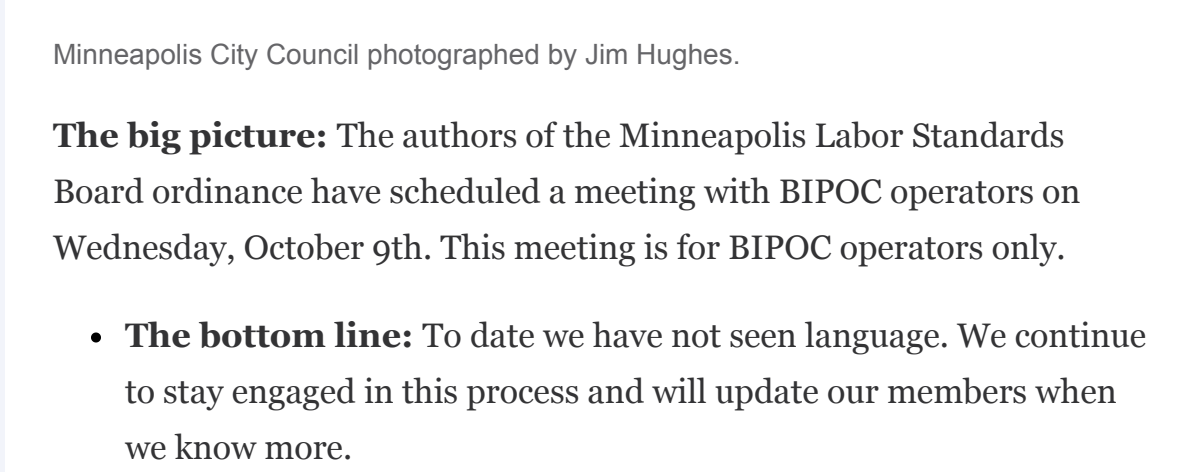 Minneapolis City Council photographed by Jim Hughes.
The big picture: The authors of the Minneapolis Labor Standards
Board ordinance have scheduled a meeting with BIPOC operators on
Wednesday, October 9th. This meeting is for BIPOC operators only.
• The bottom line: To date we have not seen language. We continue
to stay engaged in this process and will update our members when
we know more.